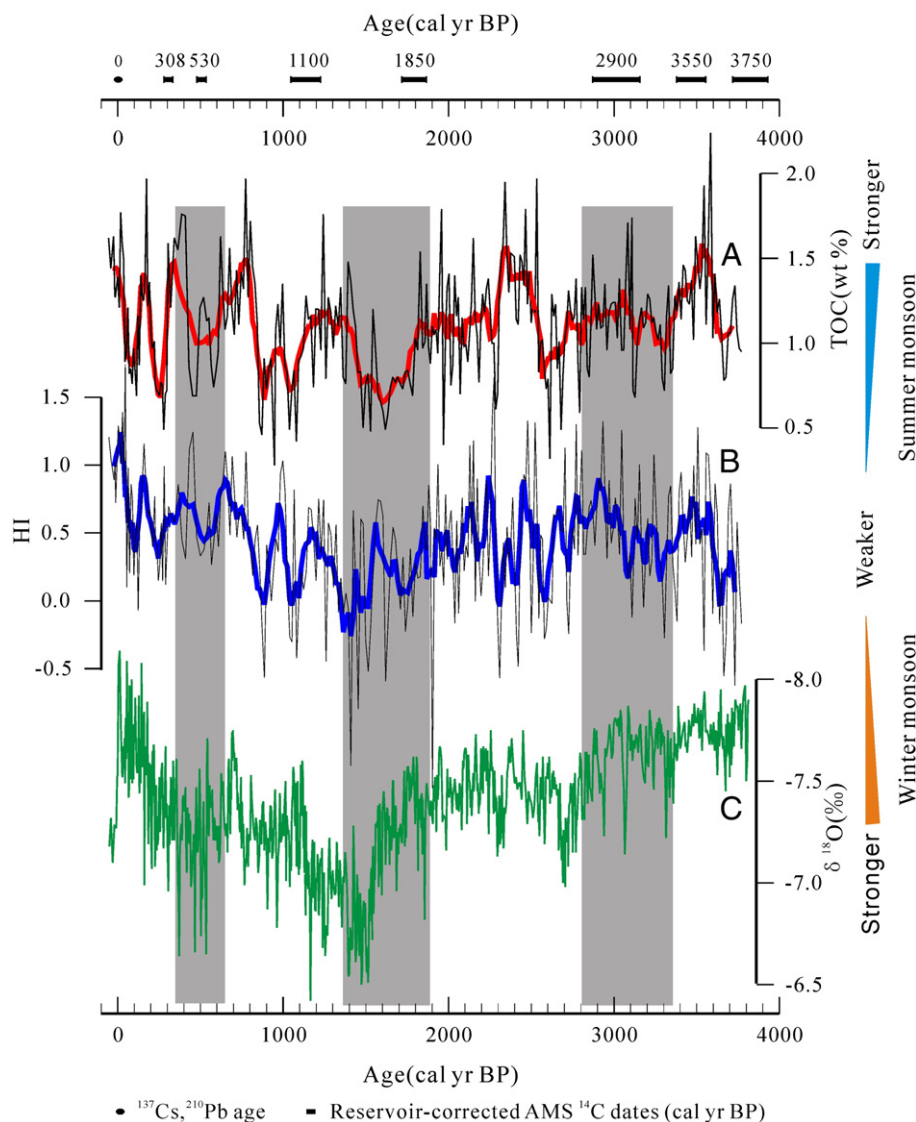 Age(cal yr BP)
0 308 530 1100 1850 2900 3550 3750
0 1000 2000 3000 4000
2.0
1.5
1.0
0.5
TOC(wt %)
A
1.5
1.0
0.5
0.0
-0.5
HI
B
-8.0
-7.5
-7.0
-6.5
δ 18O(‰)
C
Stronger
Summer monsoon
Weaker
Winter monsoon
Stronger
0 1000 2000 3000 4000
Age(cal yr BP)
137Cs,210Pb age Reservoir-corrected AMS 14C dates (cal yr BP)